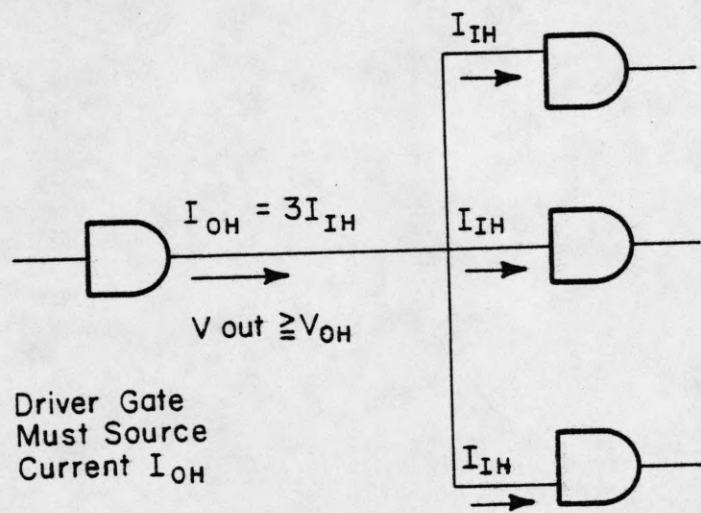 I_IH
I_OH = 3I_IH
I_IH
V out ≧ V_OH
Driver Gate
Must Source
Current I_OH
I_IH